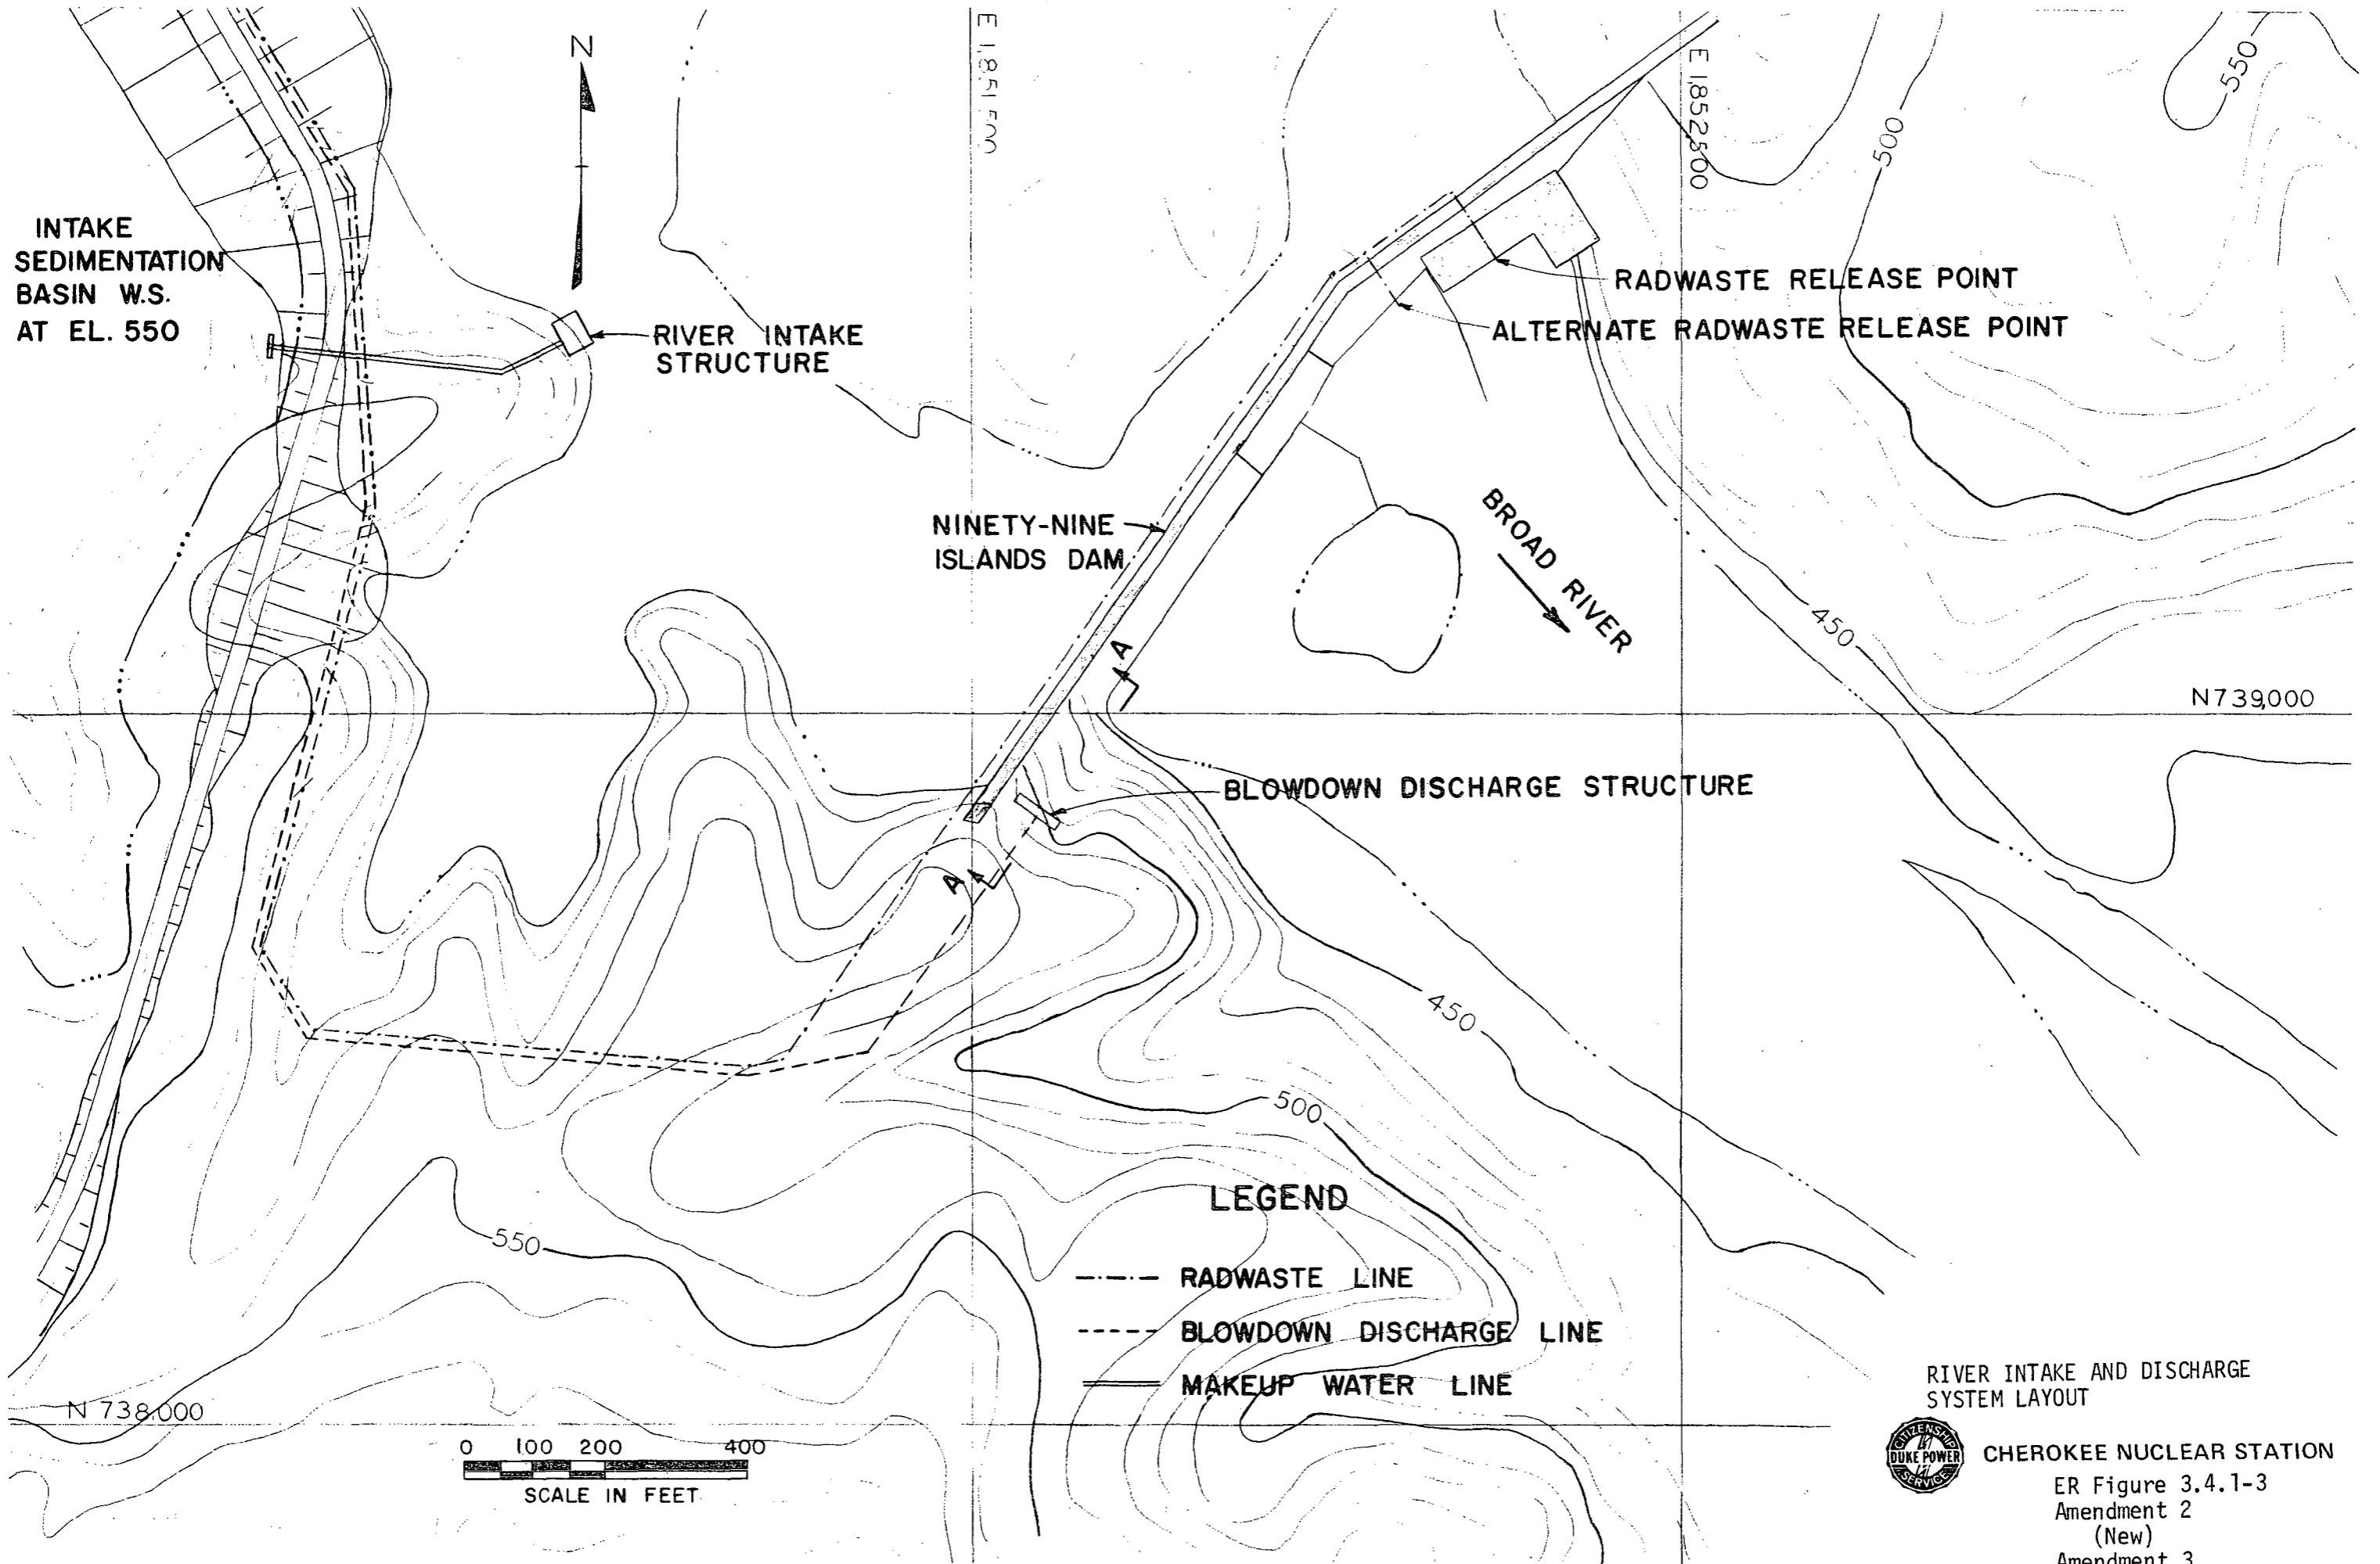 N
E 1,851,500
E 1,852,500
550
500
INTAKE
SEDIMENTATION
BASIN W.S.
AT EL. 550
RIVER INTAKE
STRUCTURE
RADWASTE RELEASE POINT
ALTERNATE RADWASTE RELEASE POINT
NINETY-NINE
ISLANDS DAM
BROAD RIVER
450
A
N739,000
BLOWDOWN DISCHARGE STRUCTURE
A
450
500
550
LEGEND
RADWASTE LINE
BLOWDOWN DISCHARGE LINE
MAKEUP WATER LINE
N 738,000
0 100 200 400
SCALE IN FEET
RIVER INTAKE AND DISCHARGE
SYSTEM LAYOUT
CITIZENSHIP
DUKE POWER
SERVICE
CHEROKEE NUCLEAR STATION
ER Figure 3.4.1-3
Amendment 2
(New)
Amendment 3